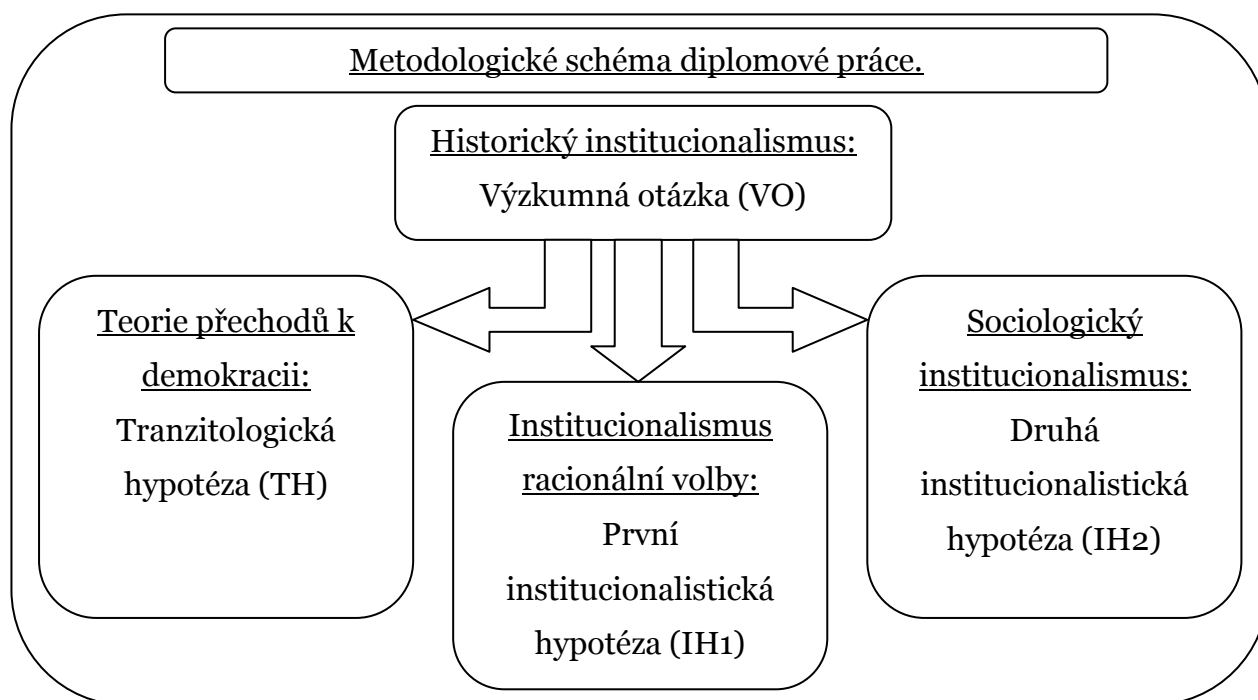 Metodologické schéma diplomové práce.
Historický institucionalismus:
Výzkumná otázka (VO)
Teorie přechodů k
demokracii:
Tranzitologická
hypotéza (TH)
Institucionalismus
racionální volby:
První
institucionalistická
hypotéza (IH1)
Sociologický
institucionalismus:
Druhá
institucionalistická
hypotéza (IH2)